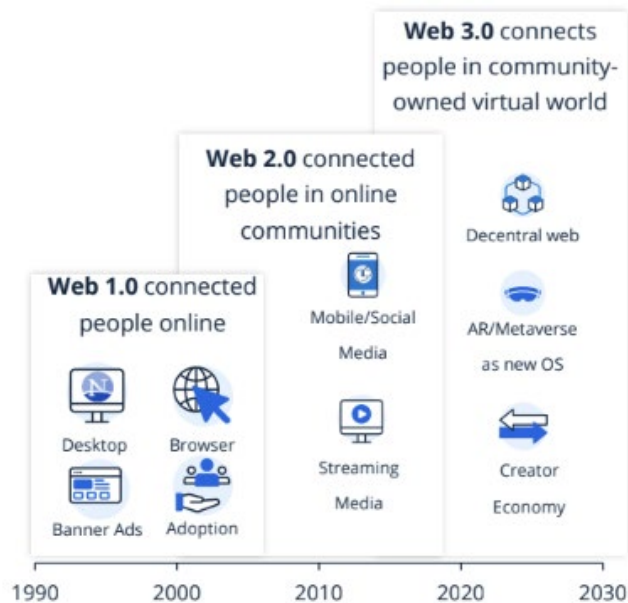 Web 3.0 connects
people in community-
owned virtual world
Decentral web
AR/Metaverse
as new OS
Creator
Economy
Web 2.0 connected
people in online
communities
Mobile/Social
Media
Streaming
Media
Web 1.0 connected
people online
N
Desktop
Browser
Banner Ads
Adoption
1990
2000
2010
2020
2030